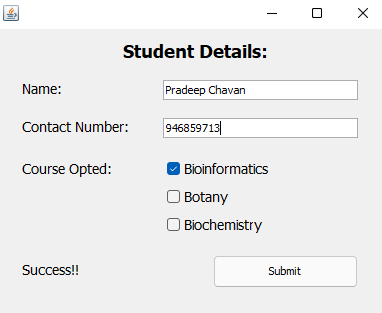 Student Details:
Name: Pradeep Chavan
Contact Number: 946859713
Course Opted: Bioinformatics
Botany
Biochemistry
Success!! Submit